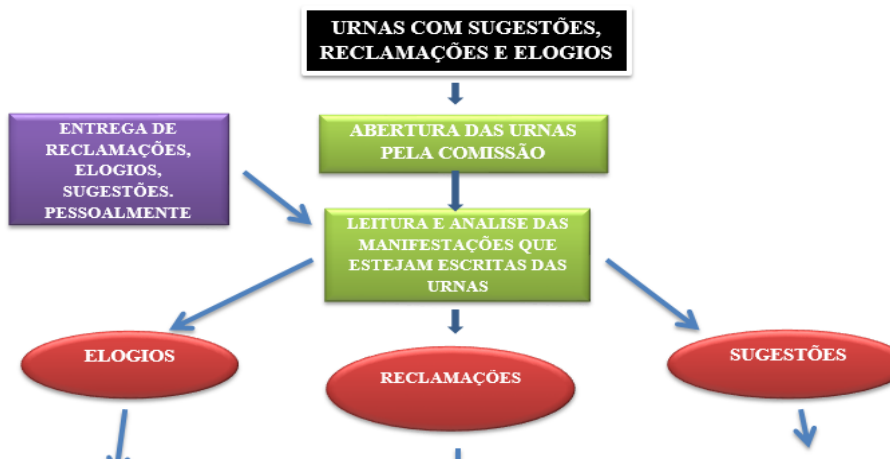 URNAS COM SUGESTÕES,
RECLAMAÇÕES E ELOGIOS
ENTREGA DE
RECLAMAÇÕES,
ELOGIOS,
SUGESTÕES.
PESSOALMENTE
ABERTURA DAS URNAS
PELA COMISSÃO
LEITURA E ANALISE DAS
MANIFESTAÇÕES QUE
ESTEJAM ESCRITAS DAS
URNAS
ELOGIOS
RECLAMAÇÕES
SUGESTÕES